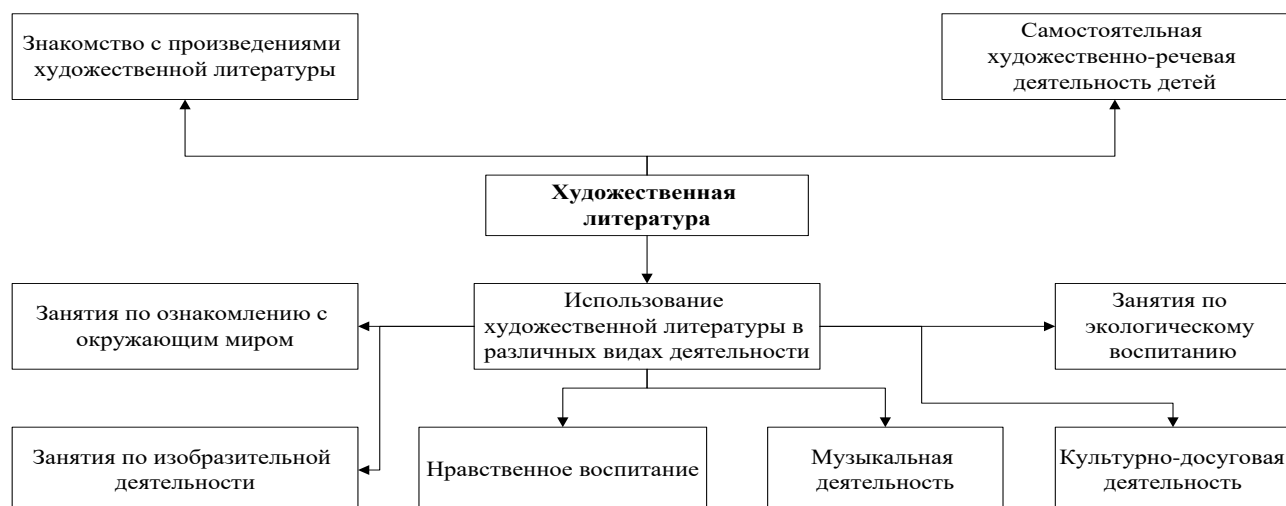 Знакомство с произведениями
художественной литературы
Самостоятельная
художественно-речевая
деятельность детей
Художественная
литература
Занятия по ознакомлению с
окружающим миром
Использование
художественной литературы в
различных видах деятельности
Занятия по
экологическому
воспитанию
Занятия по изобразительной
деятельности
Нравственное воспитание
Музыкальная
деятельность
Культурно-досуговая
деятельность